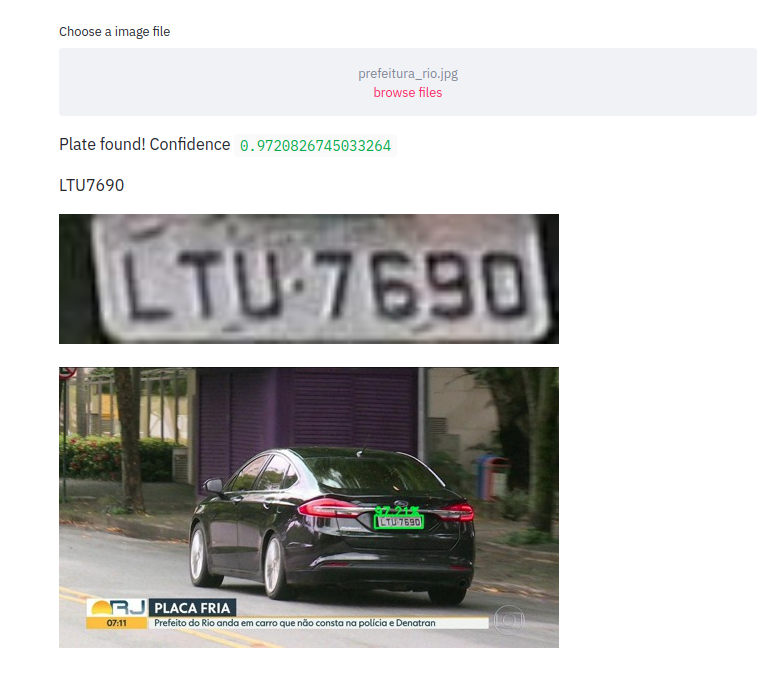 Choose a image file
prefeitura_rio.jpg
browse files
Plate found! Confidence 0.9720826745033264
LTU7690
LTU·7690
97.21%
LTU·7690
RJ PLACA FRIA
07:11 Prefeito do Rio anda em carro que não consta na polícia e Denatran